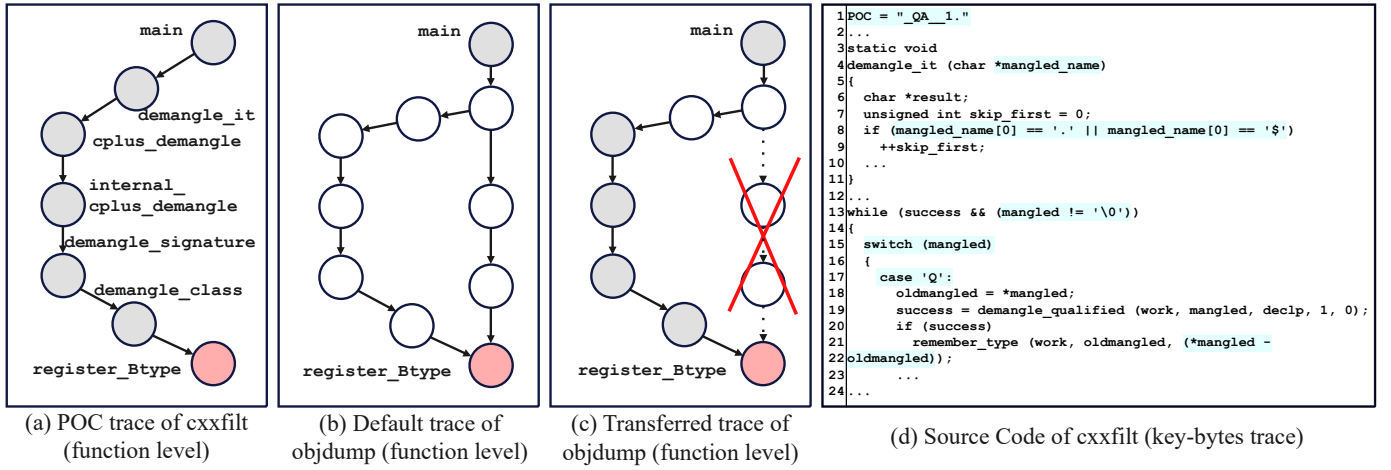 main
demangle_it
cplus_demangle
internal_
cplus_demangle
demangle_signature
demangle_class
register_Btype
(a) POC trace of cxxfilt
(function level)
main
register_Btype
(b) Default trace of
objdump (function level)
main
register_Btype
(c) Transferred trace of
objdump (function level)
1 POC = "_QA__1."
2 ...
3 static void
4 demangle_it (char *mangled_name)
5 {
6 char *result;
7 unsigned int skip_first = 0;
8 if (mangled_name[0] == '.' || mangled_name[0] == '$')
9 ++skip_first;
10 ...
11 }
12 ...
13 while (success && (mangled != '\0'))
14 {
15 switch (mangled)
16 {
17 case 'Q':
18 oldmangled = *mangled;
19 success = demangle_qualified (work, mangled, declp, 1, 0);
20 if (success)
21 remember_type (work, oldmangled, (*mangled -
22 oldmangled));
23 ...
24 ...
(d) Source Code of cxxfilt (key-bytes trace)